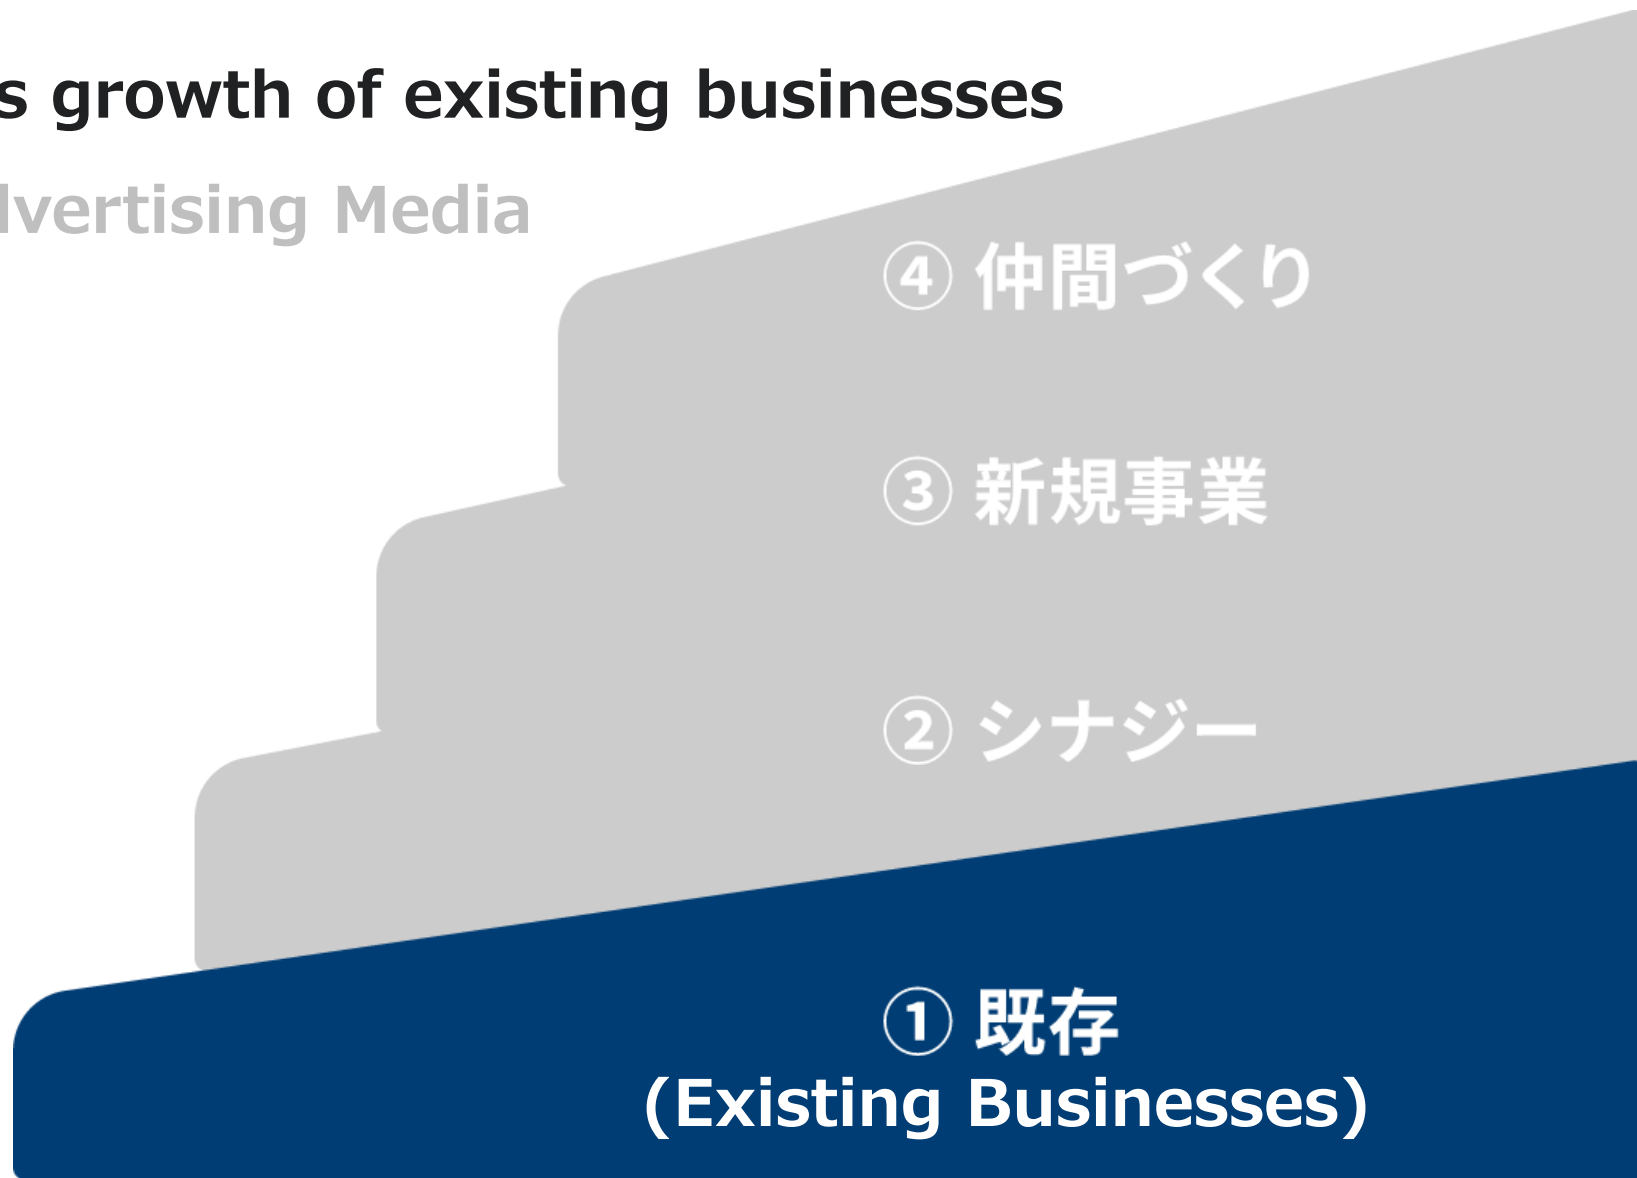 s growth of existing businesses
vertising Media
④ 仲間づくり
③ 新規事業
② シナジー
① 既存
(Existing Businesses)